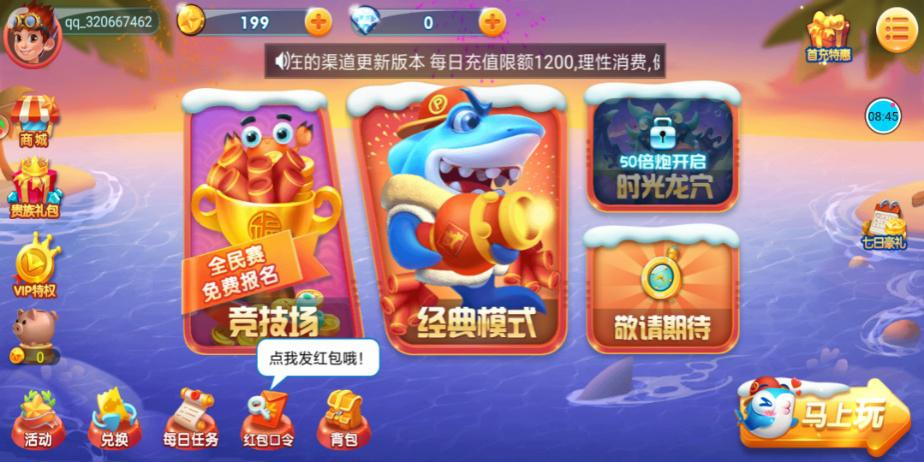 qq_320667462
199
0
首充特惠
在的渠道更新版本 每日充值限额1200,理性消费,
08:45
商城
贵族礼包
VIP特权
0
全民赛
免费报名
竞技场
P
经典模式
50倍炮开启
时光龙穴
敬请期待
七日豪礼
点我发红包哦!
活动
兑换
每日任务
红包口令
背包
马上玩